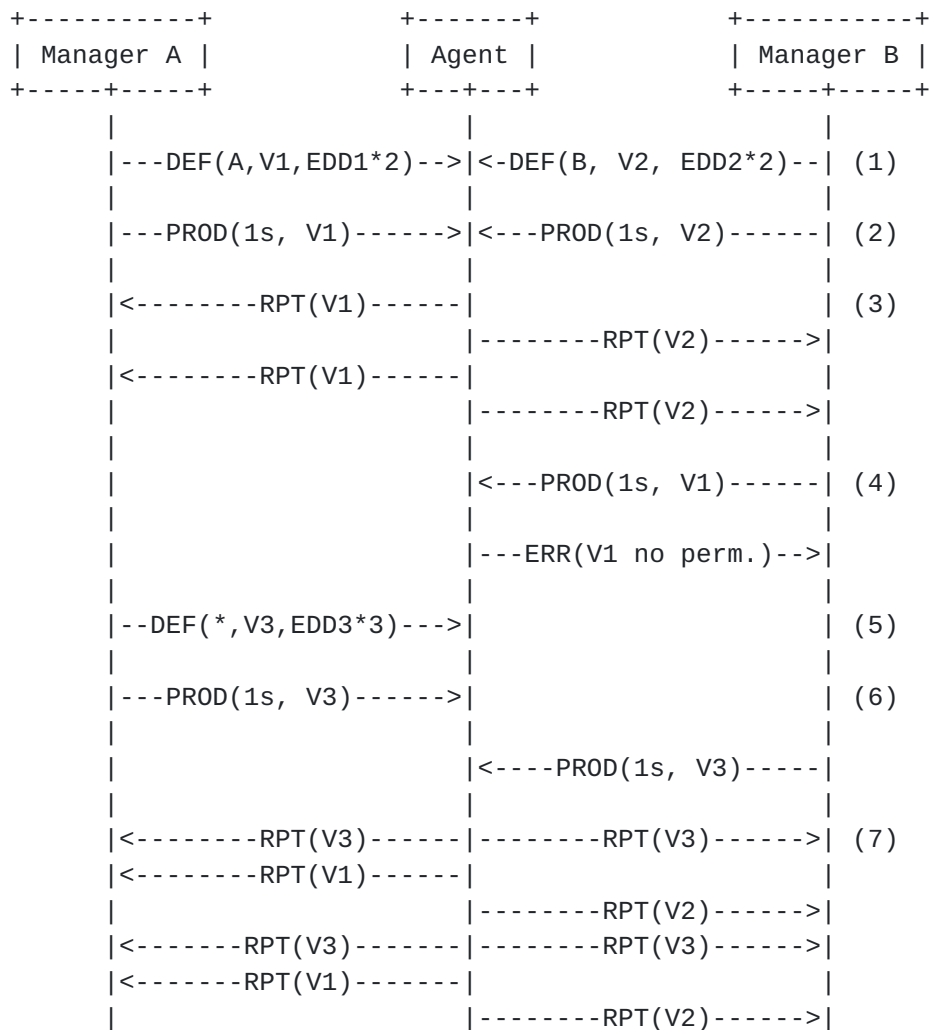 +-----------+            +-------+            +-----------+
| Manager A |            | Agent |            | Manager B |
+-----+-----+            +---+---+            +-----+-----+
      |                      |                      |
      |---DEF(A,V1,EDD1*2)-->|<-DEF(B, V2, EDD2*2)--| (1)
      |                      |                      |
      |---PROD(1s, V1)------>|<---PROD(1s, V2)------| (2)
      |                      |                      |
      |<--------RPT(V1)------|                      | (3)
      |                      |--------RPT(V2)------>|
      |<--------RPT(V1)------|                      |
      |                      |--------RPT(V2)------>|
      |                      |                      |
      |                      |<---PROD(1s, V1)------| (4)
      |                      |                      |
      |                      |---ERR(V1 no perm.)-->|
      |                      |                      |
      |--DEF(*,V3,EDD3*3)--->|                      | (5)
      |                      |                      |
      |---PROD(1s, V3)------>|                      | (6)
      |                      |                      |
      |                      |<----PROD(1s, V3)-----|
      |                      |                      |
      |<--------RPT(V3)------|--------RPT(V3)------>| (7)
      |<--------RPT(V1)------|                      |
      |                      |--------RPT(V2)------>|
      |<-------RPT(V3)-------|--------RPT(V3)------>|
      |<-------RPT(V1)-------|                      |
      |                      |--------RPT(V2)------>|